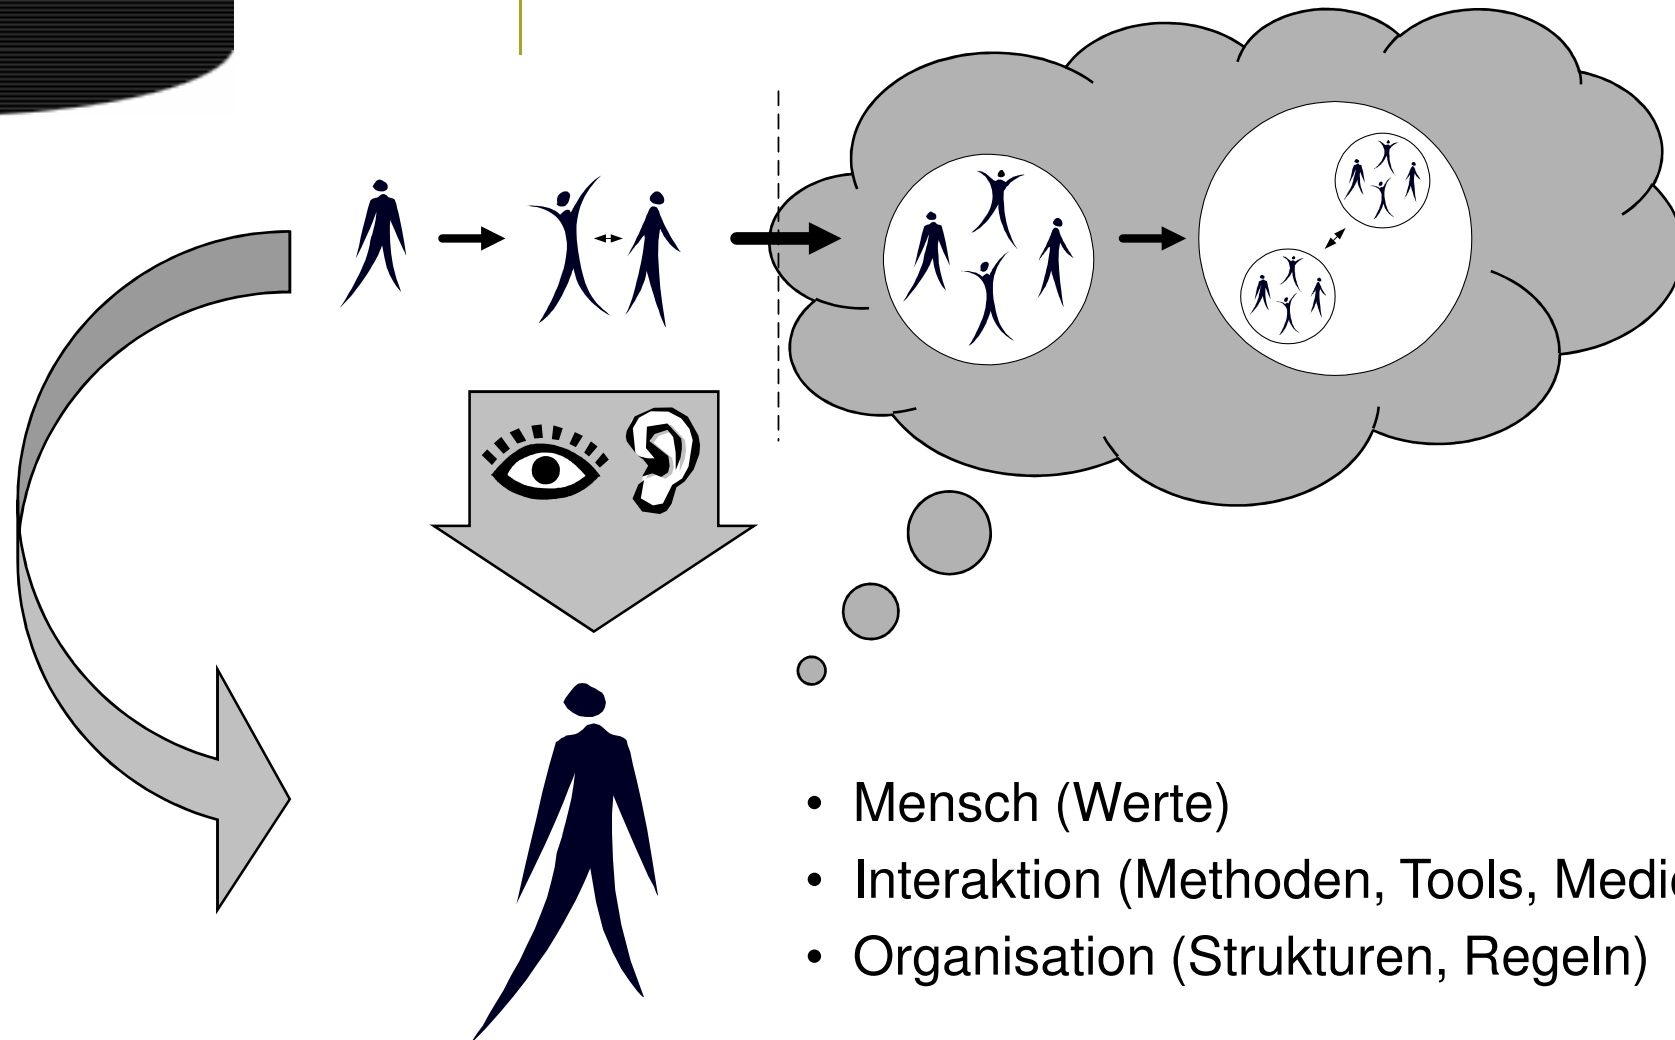 • Mensch (Werte)
• Interaktion (Methoden, Tools,
• Organisation (Strukturen, Regeln)